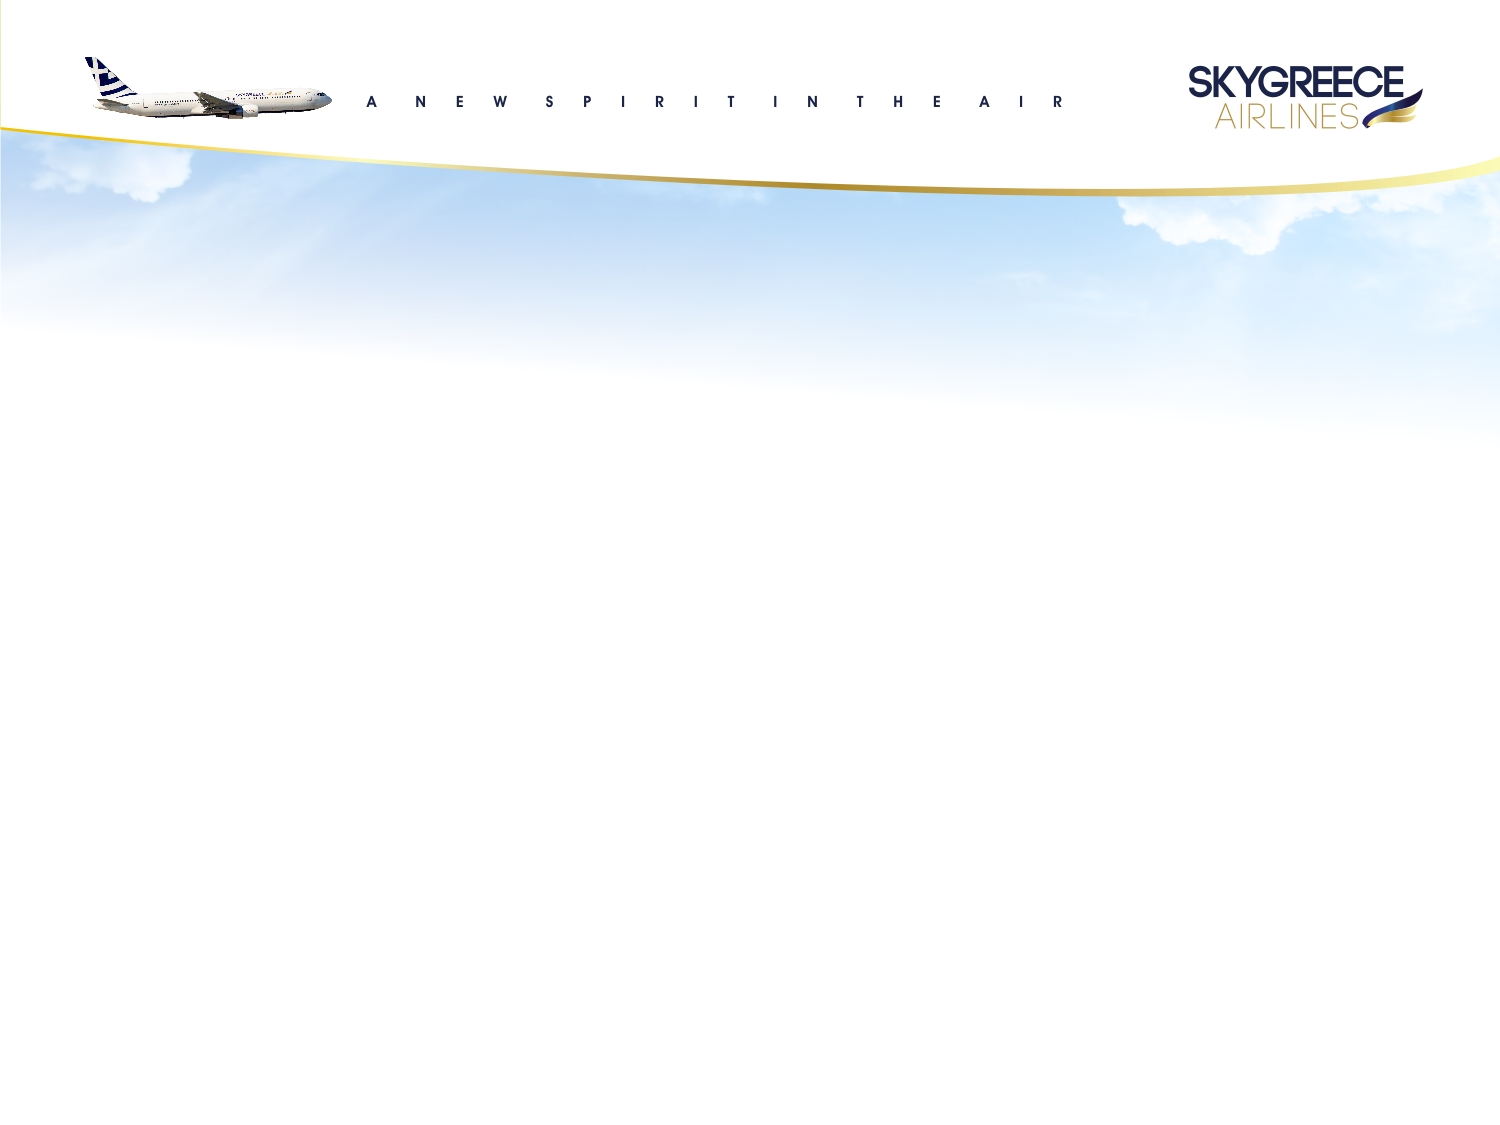 A NEW SPIRIT IN THE AIR
SKYGREECE
AIRLINES